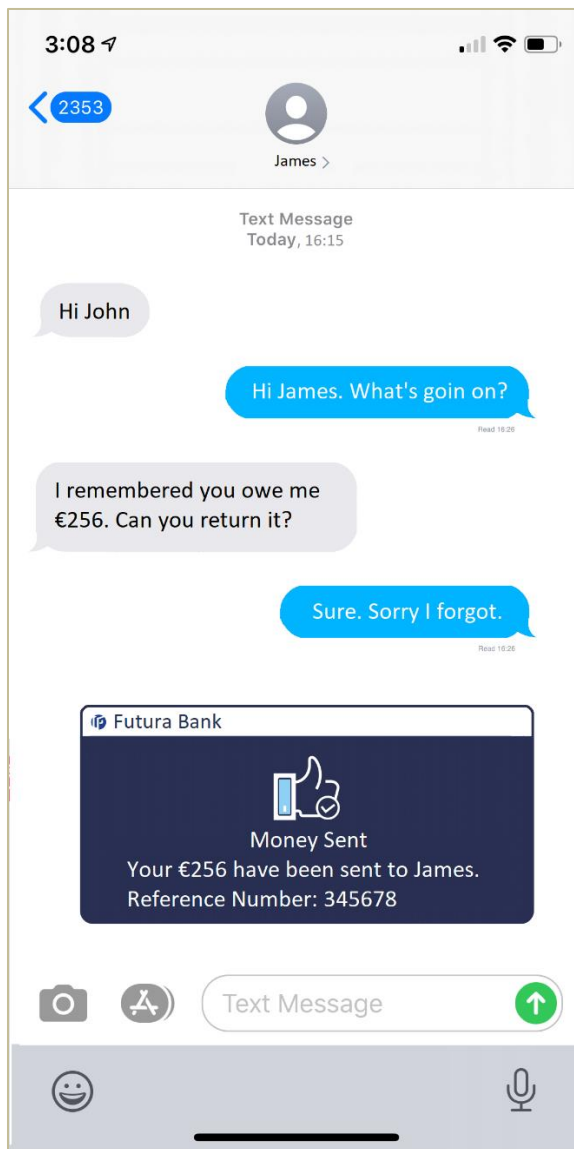 3:08
2353
James >
Text Message
Today, 16:15
Hi John
Hi James. What's goin on?
Read 16:26
I remembered you owe me
€256. Can you return it?
Sure. Sorry I forgot.
Read 16:26
Futura Bank
Money Sent
Your €256 have been sent to James.
Reference Number: 345678
Text Message